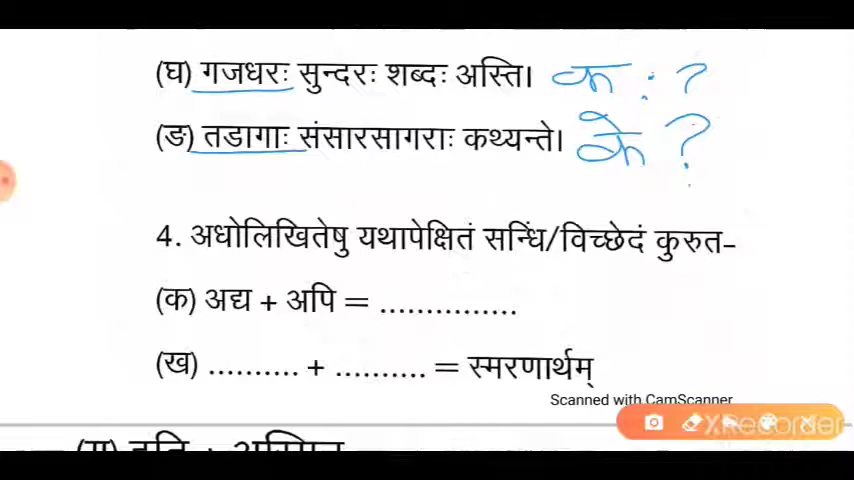 (घ) गजधरः सुन्दरः शब्दः अस्ति। कः ?
(ङ) तडागाः संसारसागराः कथ्यन्ते। के ?
4. अधोलिखितेषु यथापेक्षितं सन्धिं/विच्छेदं कुरुत–
(क) अद्य + अपि = ...............
(ख) .......... + .......... = स्मरणार्थम्
Scanned with CamScanner
XRecorder